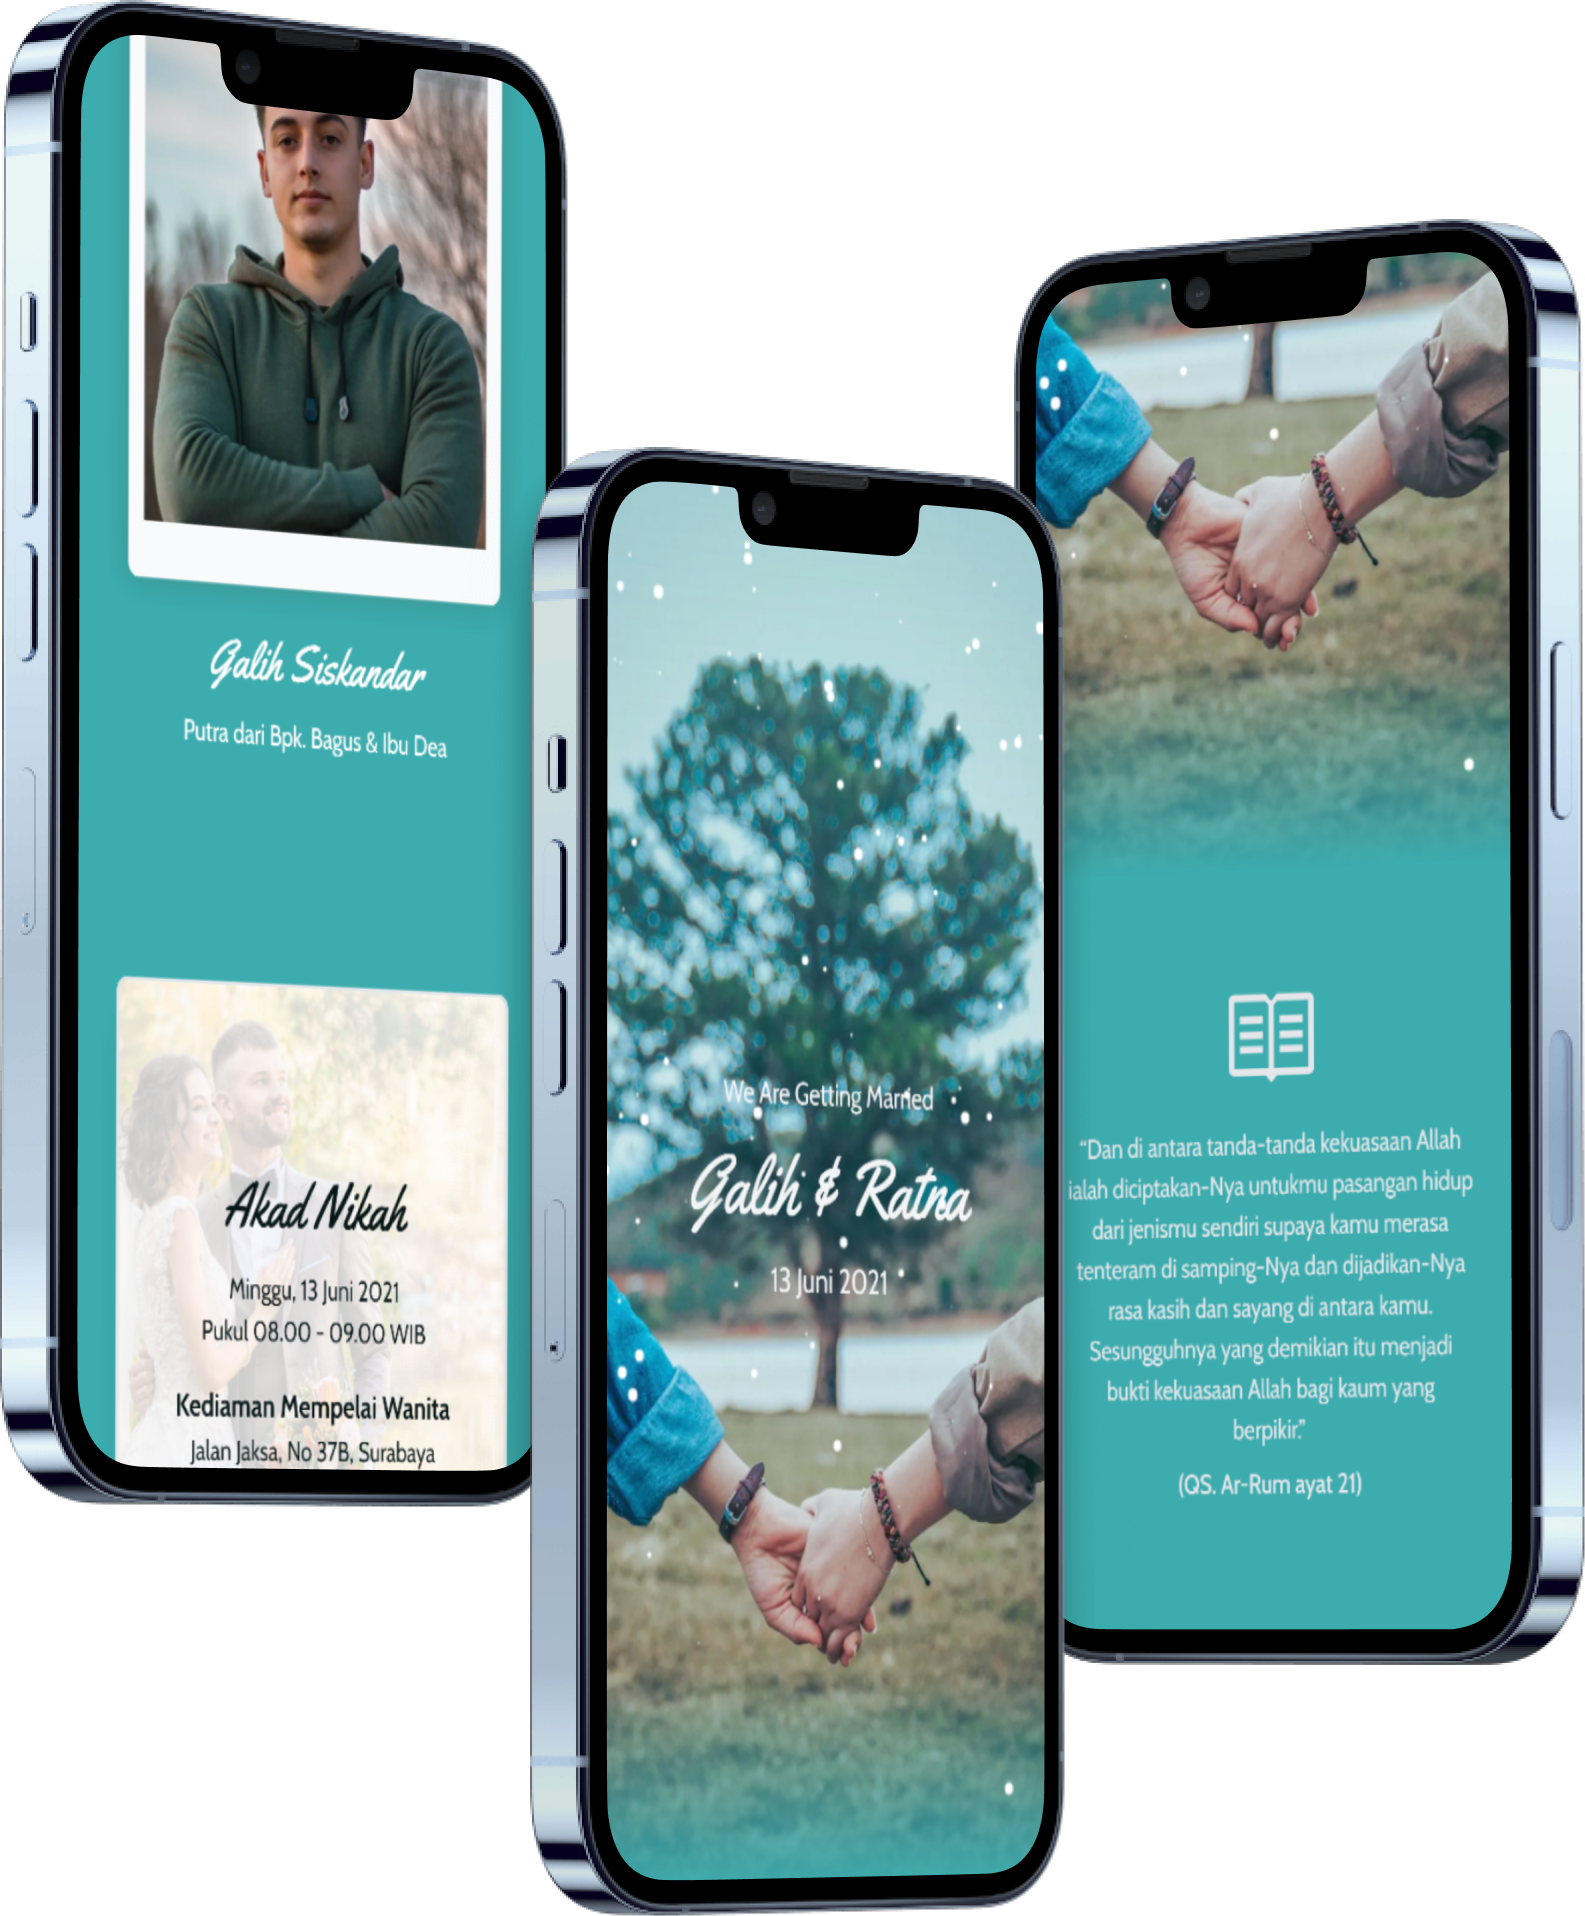 Galih Siskandar
Putra dari Bpk. Bagus & Ibu Dea
Akad Nikah
Minggu, 13 Juni 2021
Pukul 08.00 - 09.00 WIB
Kediaman Mempelai Wanita
Jalan Jaksa, No 37B, Surabaya
We Are Getting Married
Galih & Ratna
13 Juni 2021
“Dan di antara tanda-tanda kekuasaan Allah
ialah diciptakan-Nya untukmu pasangan hidup
dari jenismu sendiri supaya kamu merasa
tenteram di samping-Nya dan dijadikan-Nya
rasa kasih dan sayang di antara kamu.
Sesungguhnya yang demikian itu menjadi
bukti kekuasaan Allah bagi kaum yang
berpikir.”
(QS. Ar-Rum ayat 21)